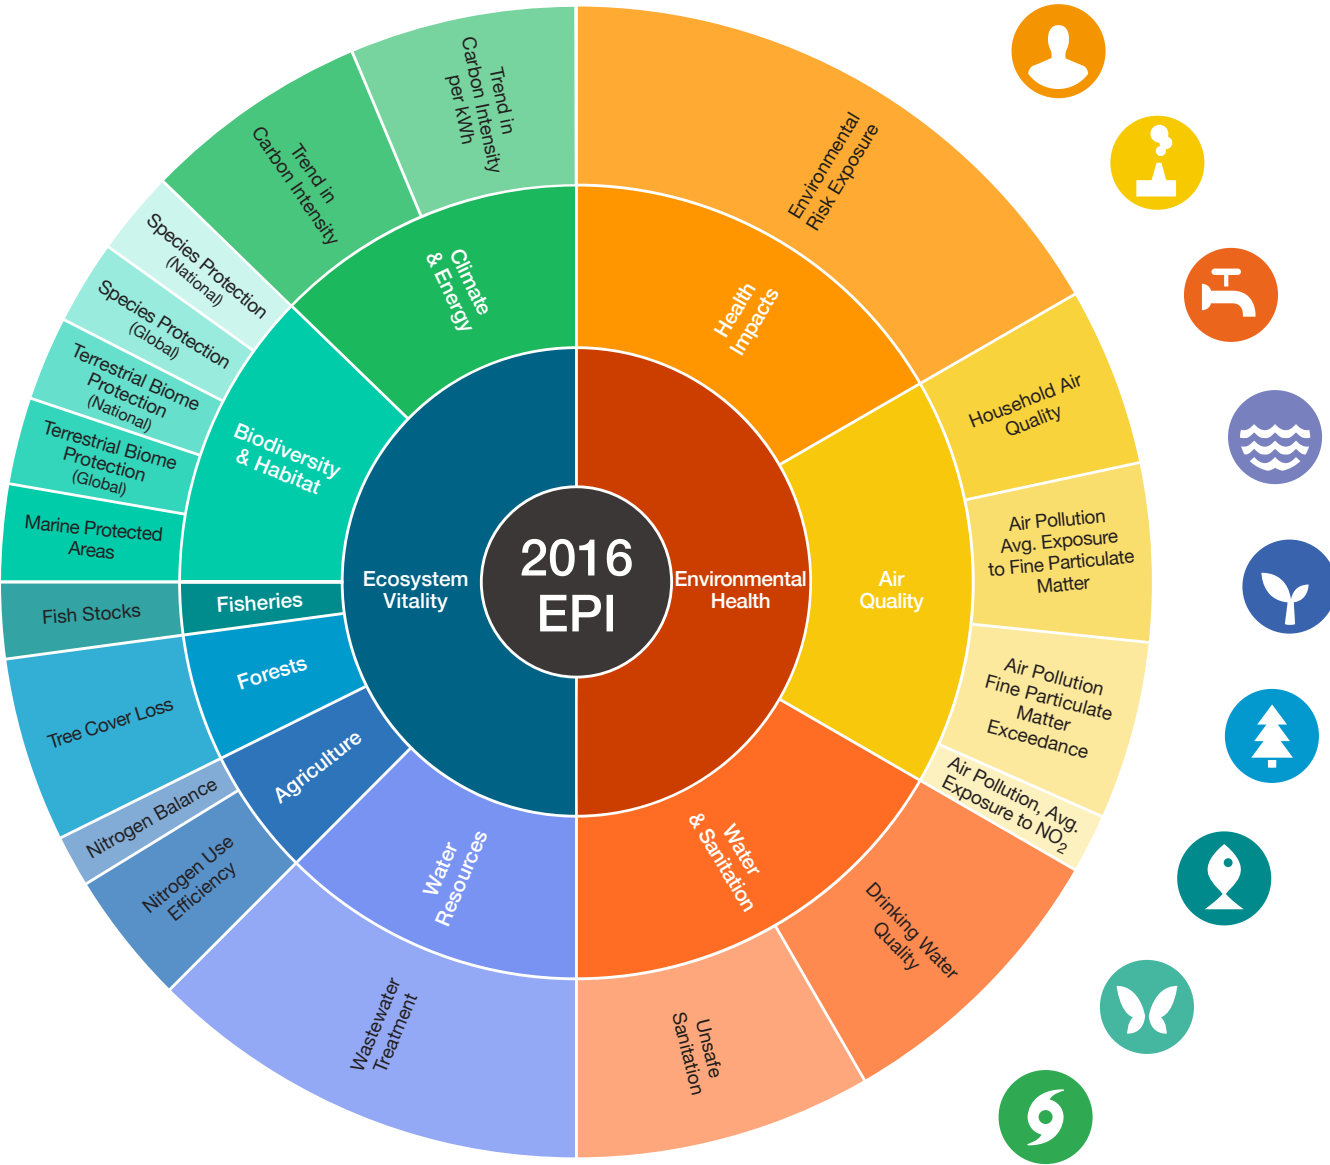 2016
EPI
Environmental
Health
Health
Impacts
Environmental
Risk Exposure
Air
Quality
Household Air
Quality
Air Pollution
Avg. Exposure
to Fine Particulate
Matter
Air Pollution
Fine Particulate
Matter
Exceedance
Air Pollution, Avg.
Exposure to NO₂
Water
& Sanitation
Drinking Water
Quality
Unsafe
Sanitation
Ecosystem
Vitality
Water
Resources
Wastewater
Treatment
Agriculture
Nitrogen Use
Efficiency
Nitrogen Balance
Forests
Tree Cover Loss
Fisheries
Fish Stocks
Biodiversity
& Habitat
Marine Protected
Areas
Terrestrial Biome
Protection
(Global)
Terrestrial Biome
Protection
(National)
Species Protection
(Global)
Species Protection
(National)
Climate
& Energy
Trend in
Carbon Intensity
Trend in
Carbon Intensity
per kWh